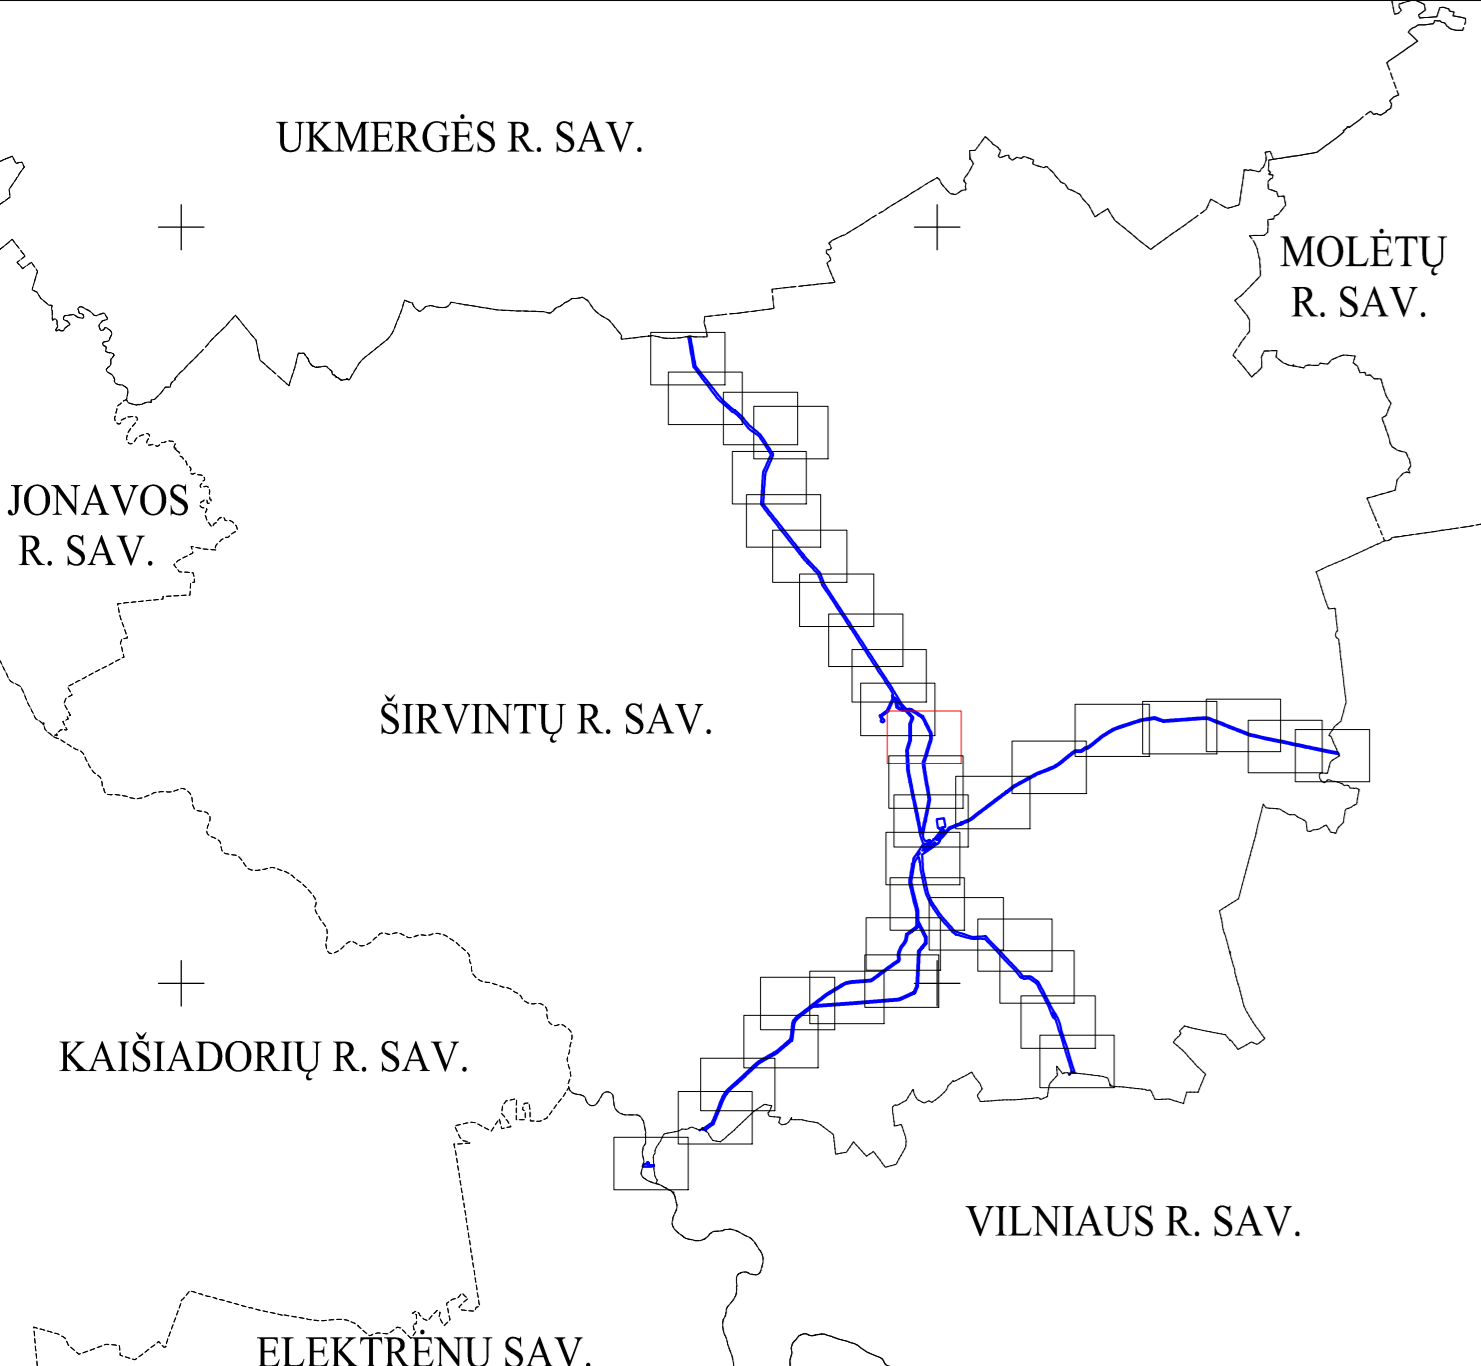 UKMERGĖS R. SAV.
MOLĖTŲ
R. SAV.
JONAVOS
R. SAV.
ŠIRVINTŲ R. SAV.
KAIŠIADORIŲ R. SAV.
VILNIAUS R. SAV.
ELEKTRĖNŲ SAV.